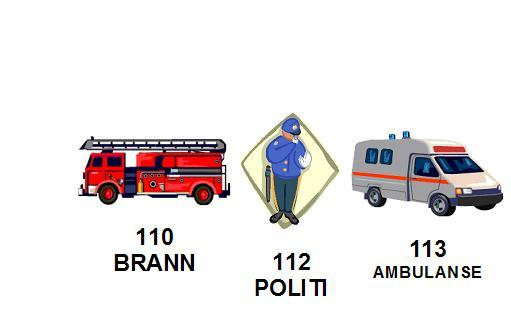 110
BRANN
112
POLITI
113
AMBULANSE